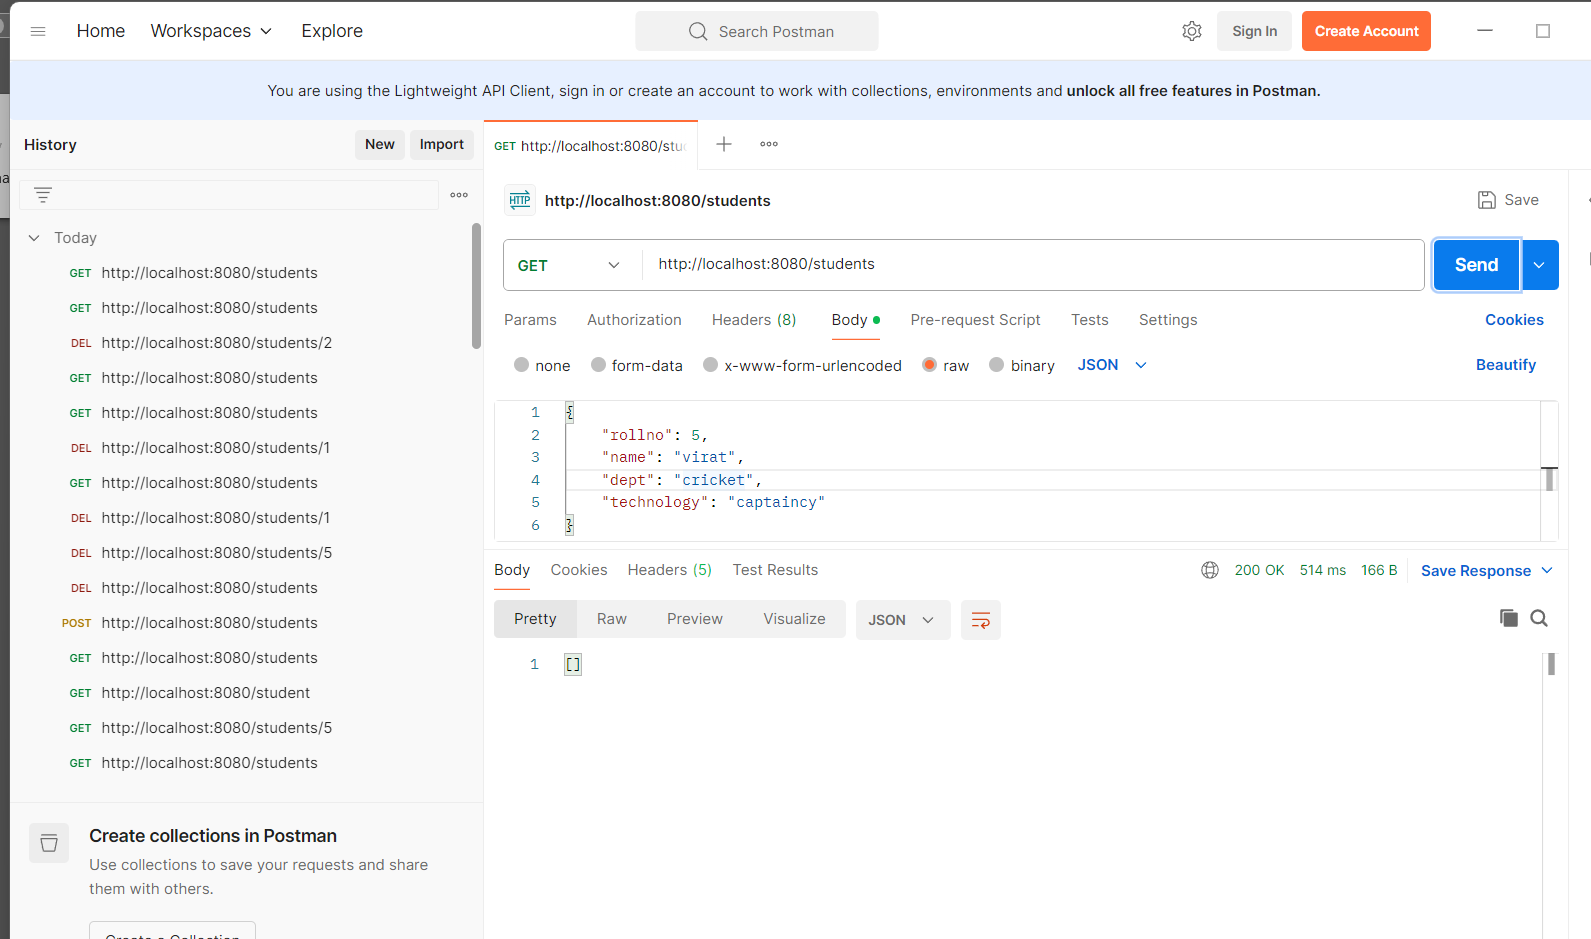 Home
Workspaces
Explore
Search Postman
Sign In
Create Account
You are using the Lightweight API Client, sign in or create an account to work with collections, environments and unlock all free features in Postman.
History
New
Import
Today
GET http://localhost:8080/students
GET http://localhost:8080/students
DEL http://localhost:8080/students/2
GET http://localhost:8080/students
GET http://localhost:8080/students
DEL http://localhost:8080/students/1
GET http://localhost:8080/students
DEL http://localhost:8080/students/1
DEL http://localhost:8080/students/5
DEL http://localhost:8080/students
POST http://localhost:8080/students
GET http://localhost:8080/students
GET http://localhost:8080/student
GET http://localhost:8080/students/5
GET http://localhost:8080/students
Create collections in Postman
Use collections to save your requests and share
them with others.
Create a Collection
GET http://localhost:8080/stu
HTTP http://localhost:8080/students
Save
GET
http://localhost:8080/students
Send
Params Authorization Headers (8) Body Pre-request Script Tests Settings
Cookies
none form-data x-www-form-urlencoded raw binary JSON
Beautify
1 {
2 "rollno": 5,
3 "name": "virat",
4 "dept": "cricket",
5 "technology": "captaincy"
6 }
Body Cookies Headers (5) Test Results
200 OK 514 ms 166 B
Save Response
Pretty Raw Preview Visualize
JSON
1 []